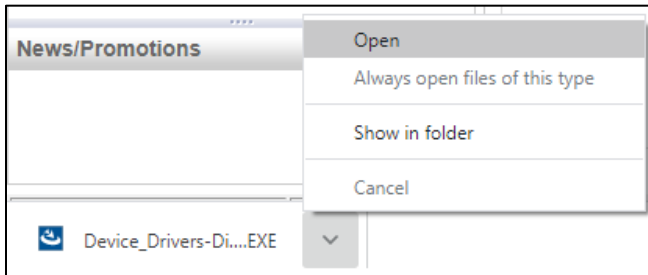 News/Promotions
Open
Always open files of this type
Show in folder
Cancel
Device_Drivers-Di....EXE